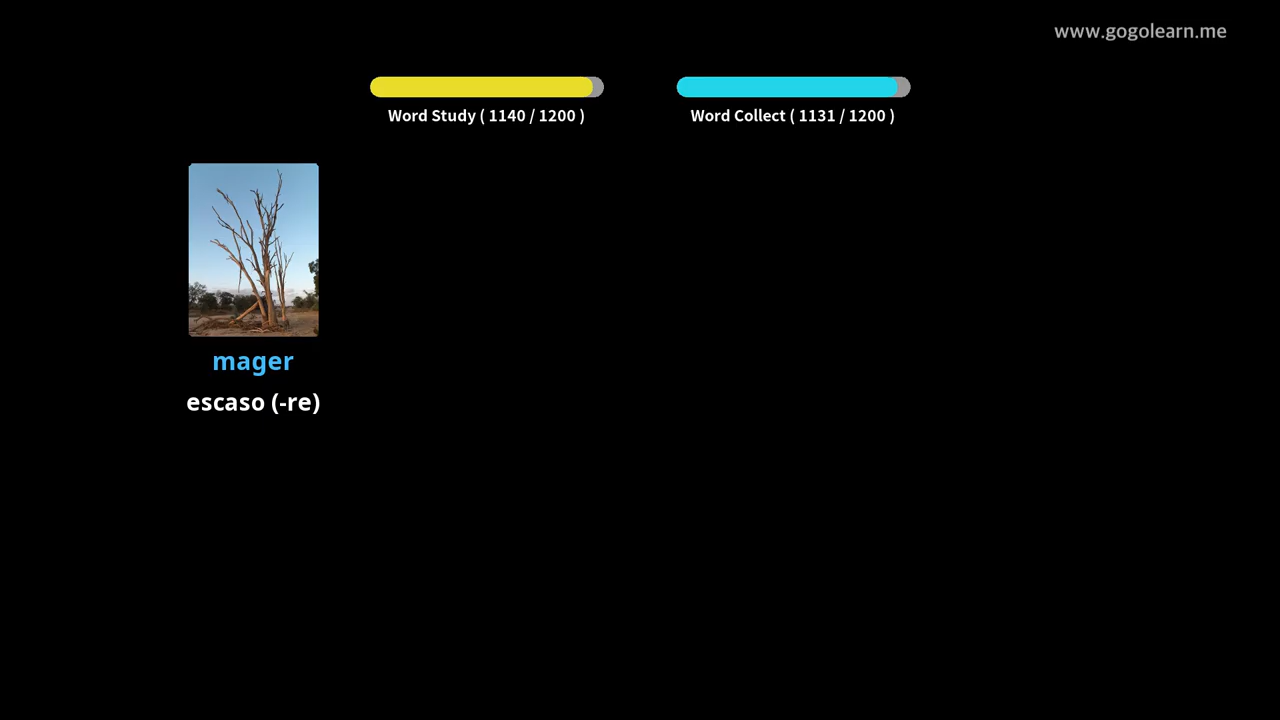 www.gogolearn.me
Word Study ( 1140 / 1200 )
Word Collect ( 1131 / 1200 )
mager
escaso (-re)